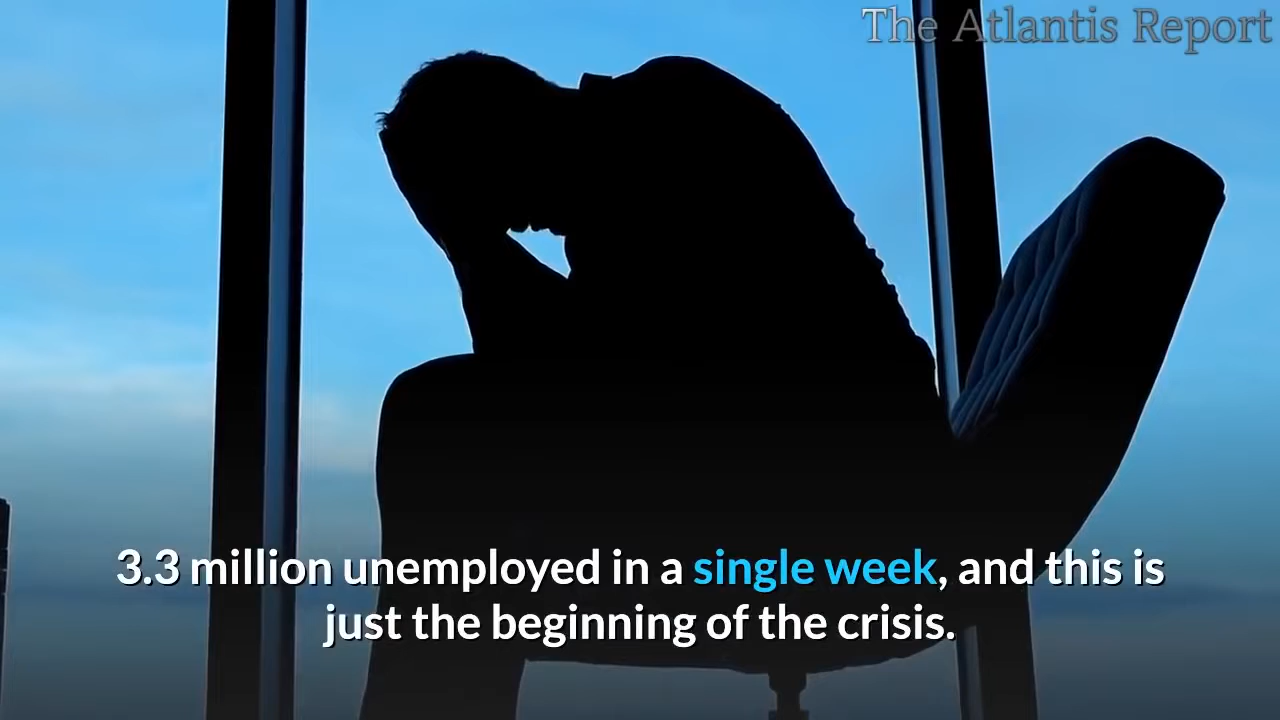 The Atlantis Report
3.3 million unemployed in a single week, and this is
just the beginning of the crisis.